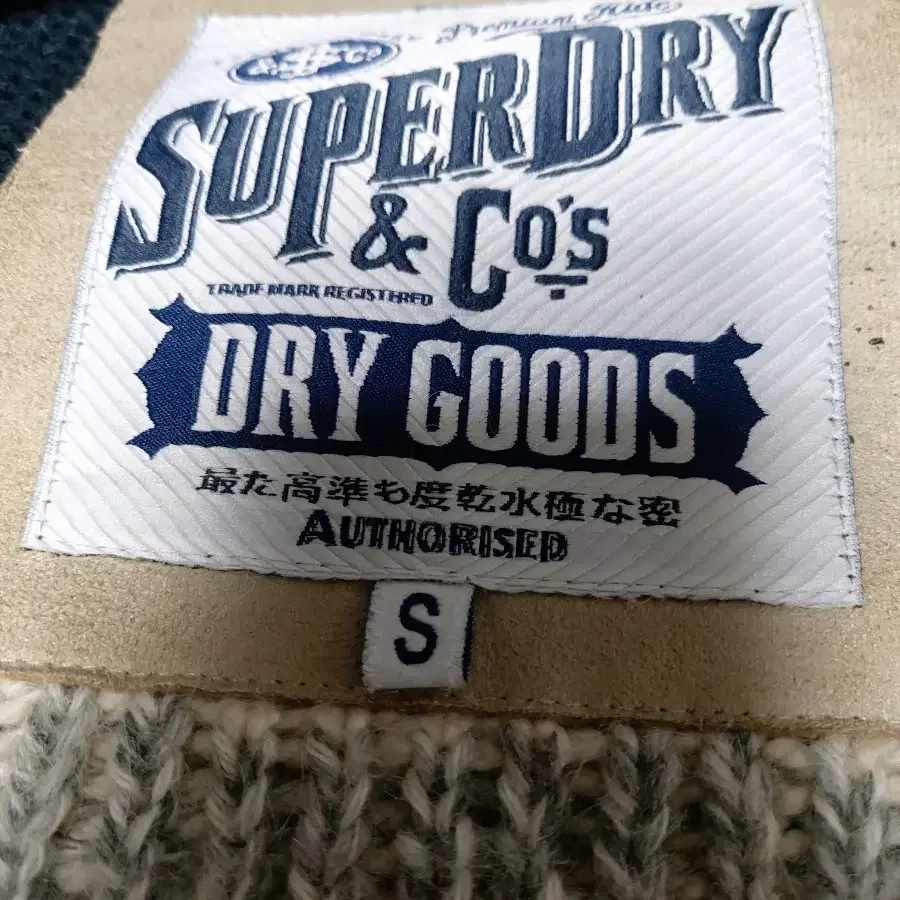 & Co
Premium
SUPERDRY
& Co's
TRADE MARK REGISTERED
DRY GOODS
最た高準も度乾水極な密
AUTHORISED
S